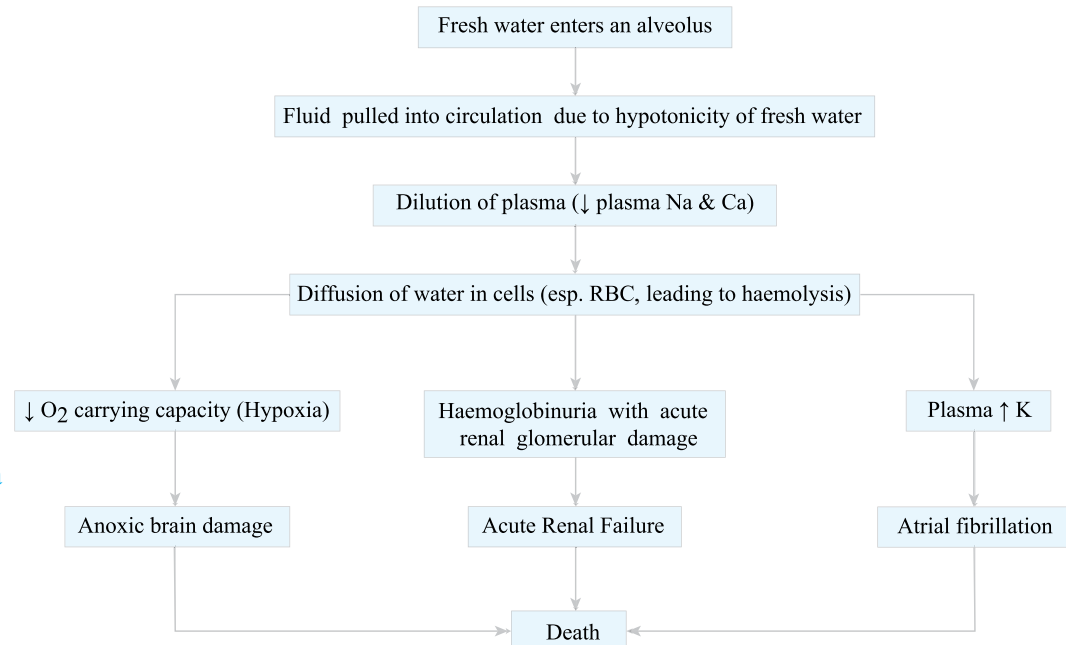 Fresh water enters an alveolus
Fluid pulled into circulation due to hypotonicity of fresh water
Dilution of plasma (↓ plasma Na & Ca)
Diffusion of water in cells (esp. RBC, leading to haemolysis)
↓ O2 carrying capacity (Hypoxia)
Haemoglobinuria with acute
renal glomerular damage
Plasma ↑ K
Anoxic brain damage
Acute Renal Failure
Atrial fibrillation
Death